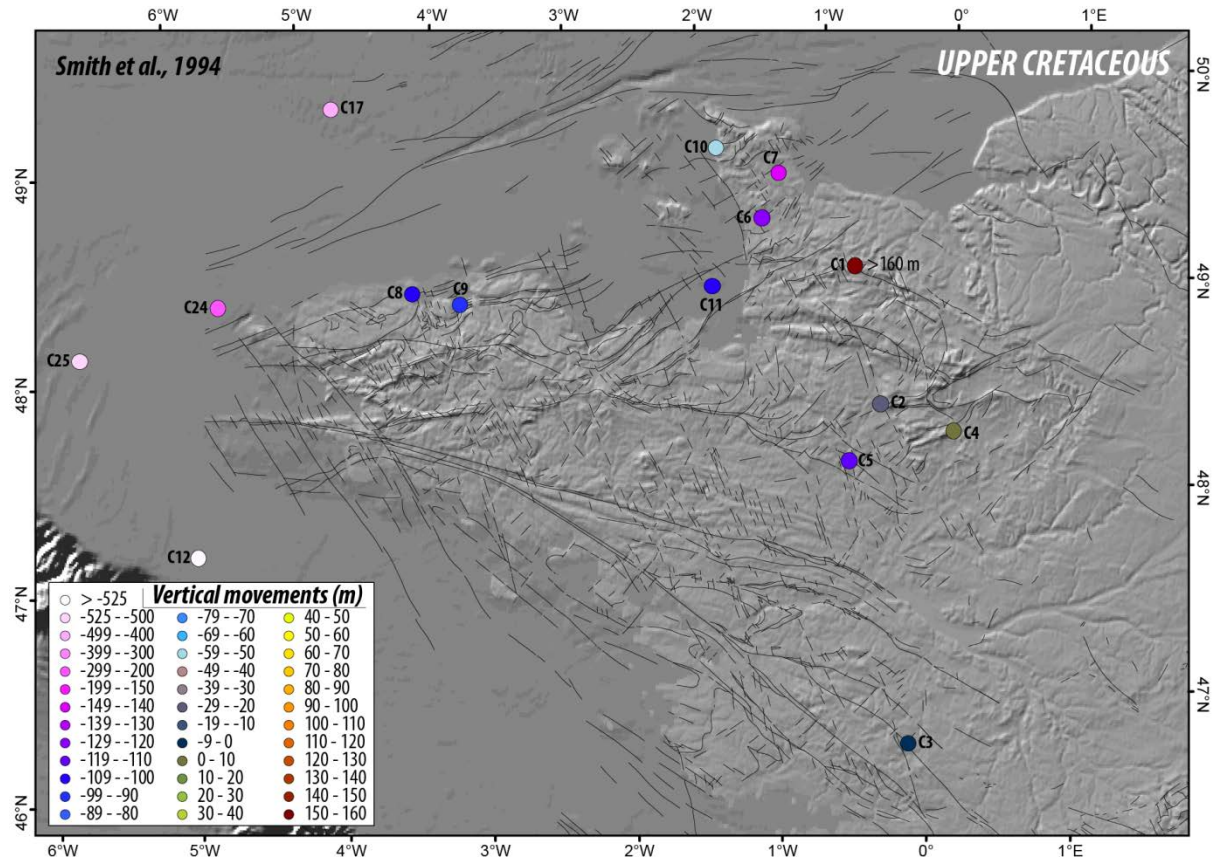 6°W 5°W 4°W 3°W 2°W 1°W 0° 1°E
Smith et al., 1994
UPPER CRETACEOUS
50°N
C17
C10
C7
49°N
C6
C1 >160 m
49°N
C24
C8
C9
C11
C25
48°N
C2
C4
C5
48°N
C12
47°N
Vertical movements (m)
> -525
-525 - -500
-499 - -400
-399 - -300
-299 - -200
-199 - -150
-149 - -140
-139 - -130
-129 - -120
-119 - -110
-109 - -100
-99 - -90
-89 - -80
-79 - -70
-69 - -60
-59 - -50
-49 - -40
-39 - -30
-29 - -20
-19 - -10
-9 - 0
0 - 10
10 - 20
20 - 30
30 - 40
40 - 50
50 - 60
60 - 70
70 - 80
80 - 90
90 - 100
100 - 110
110 - 120
120 - 130
130 - 140
140 - 150
150 - 160
47°N
C3
46°N
6°W 5°W 4°W 3°W 2°W 1°W 0° 1°E